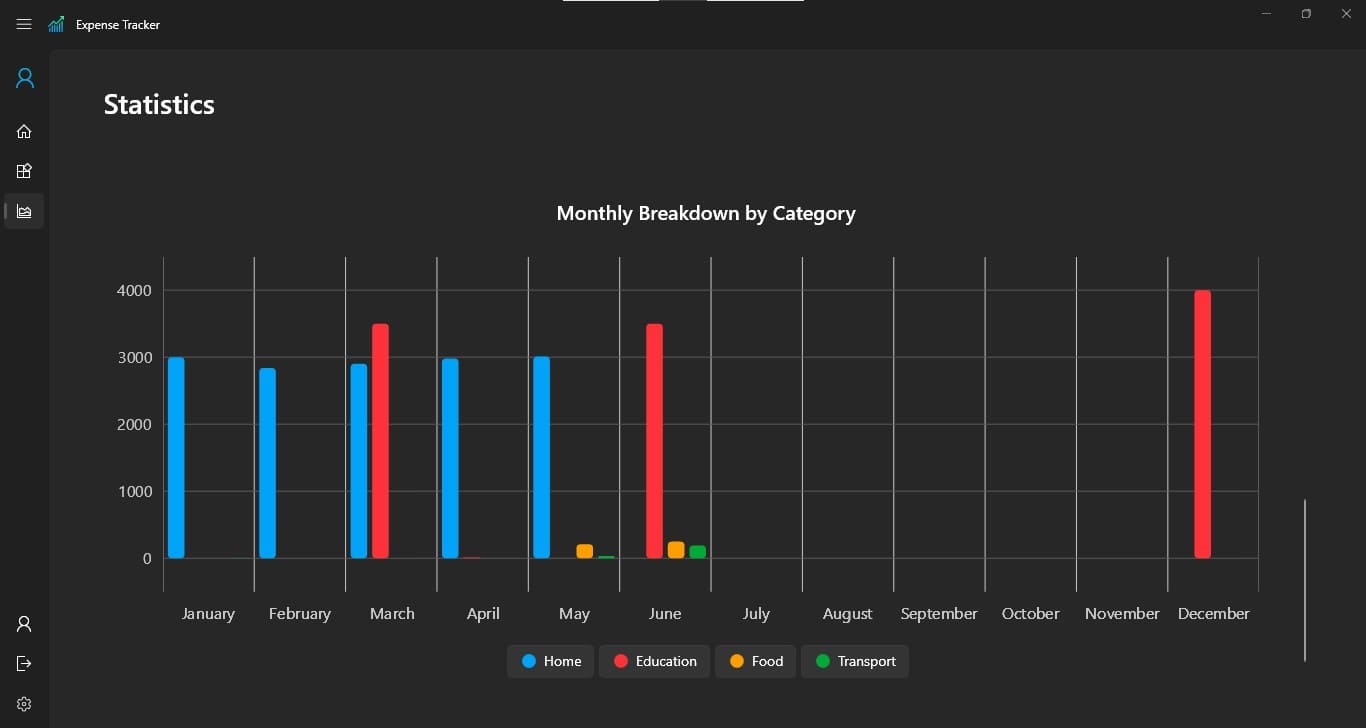 Expense Tracker
Statistics
Monthly Breakdown by Category
4000
3000
2000
1000
0
January February March April May June July August September October November December
Home Education Food Transport